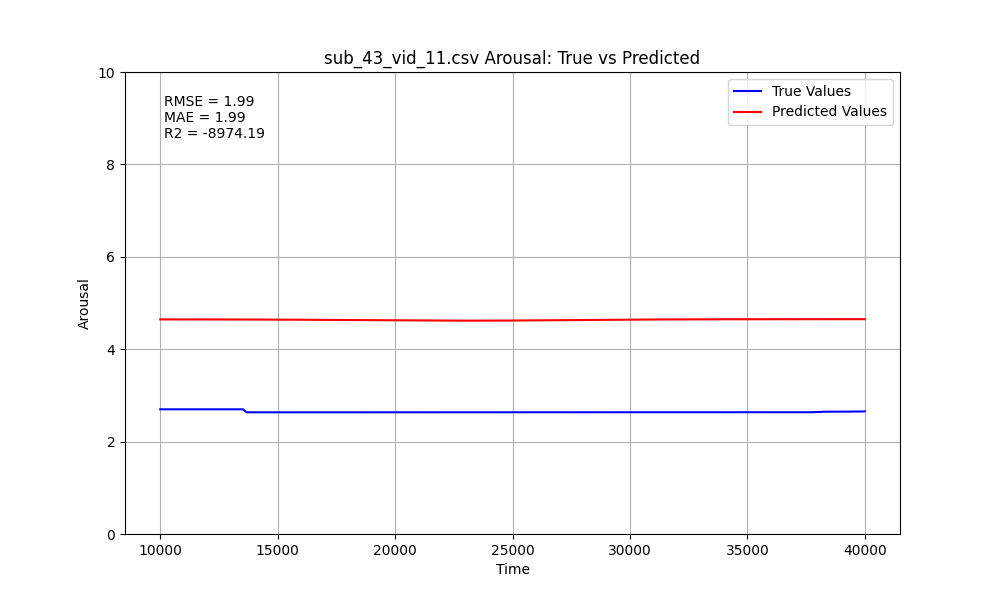 sub_43_vid_11.csv Arousal: True vs Predicted
RMSE = 1.99
MAE = 1.99
R2 = -8974.19
True Values
Predicted Values
Arousal
10
8
6
4
2
0
10000 15000 20000 25000 30000 35000 40000
Time